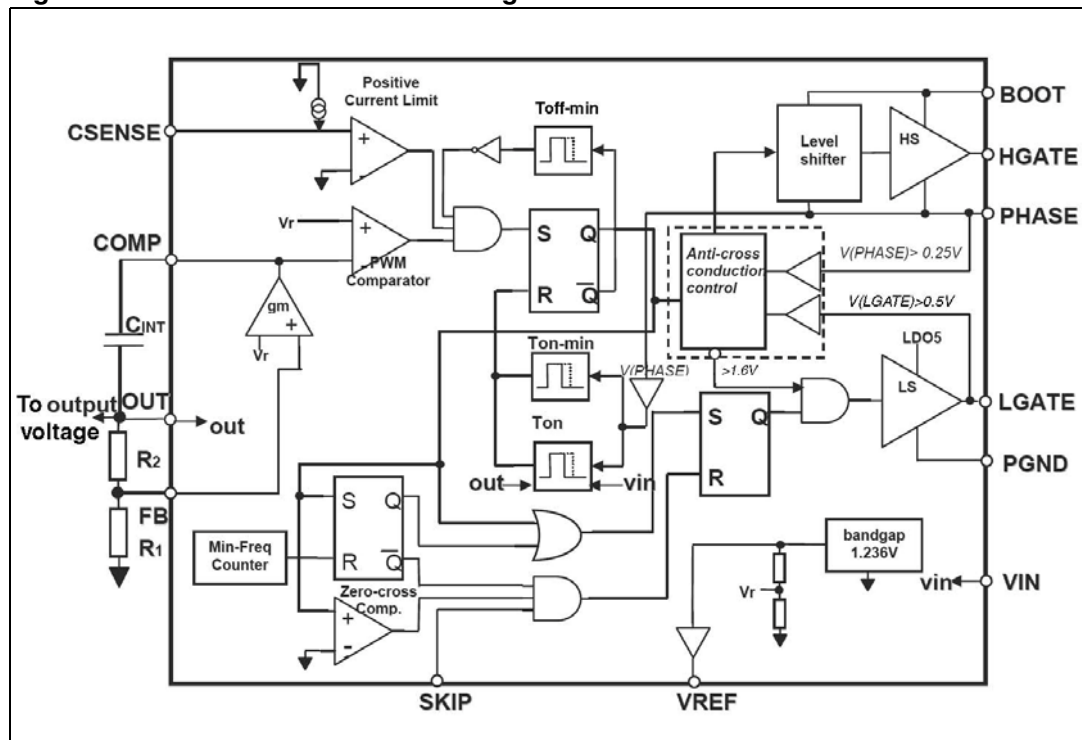 BOOT
Positive
Current Limit
Toff-min
CSENSE
+
-
Level
shifter
HS
HGATE
Vr
+
-
PWM
Comparator
S
Q
R
Q
PHASE
COMP
Anti-cross
conduction
control
V(PHASE)> 0.25V
V(LGATE)>0.5V
gm
+
CINT
Vr
Ton-min
V(PHASE)
>1.6V
LDO5
LS
LGATE
To output
voltage
OUT
out
Ton
S
Q
R
R2
out
vin
PGND
FB
R1
S
Q
R
Q
Min-Freq
Counter
bandgap
1.236V
Vr
vin
VIN
Zero-cross
Comp.
+
-
SKIP
VREF